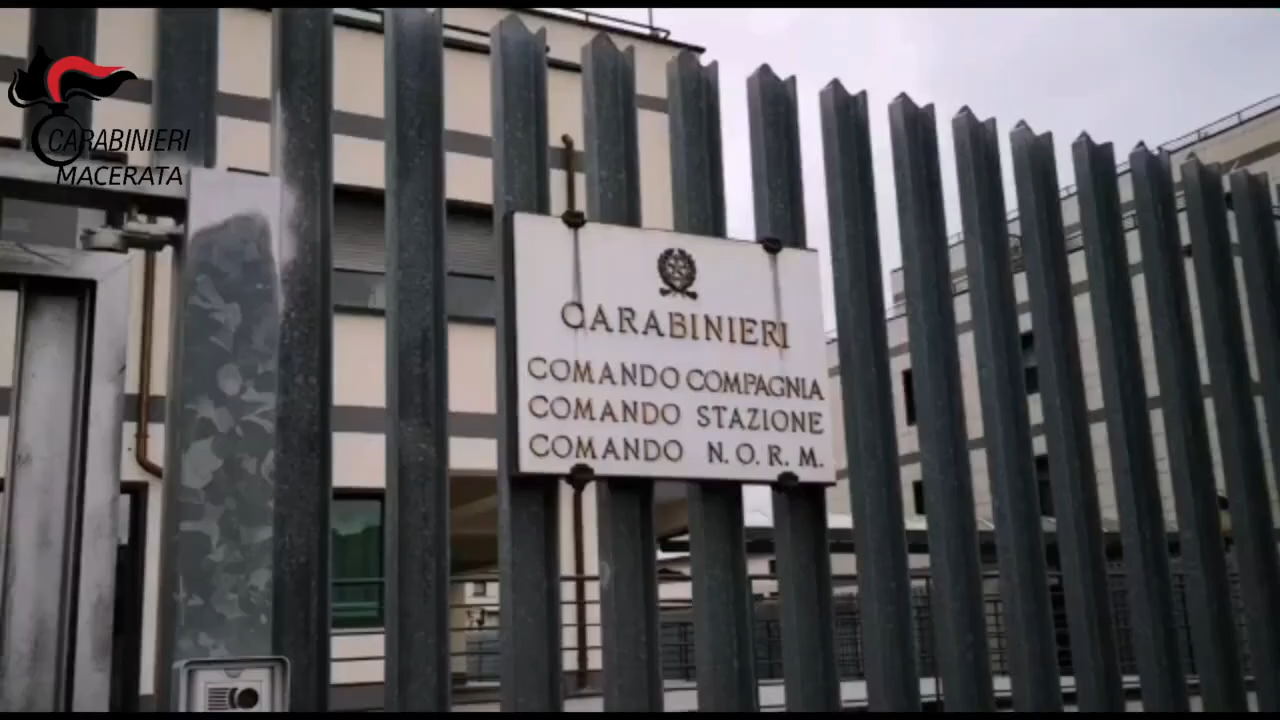 CARABINIERI
MACERATA
CARABINIERI
COMANDO COMPAGNIA
COMANDO STAZIONE
COMANDO N. O. R. M.